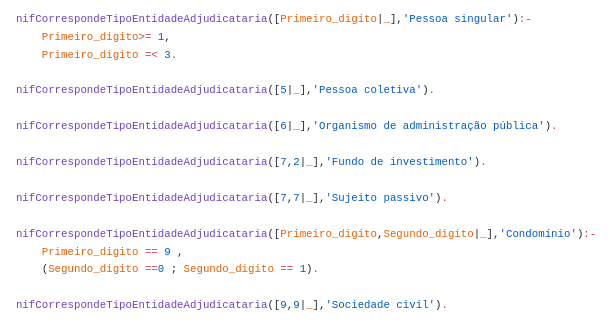 nifCorrespondeTipoEntidadeAdjudicataria([Primeiro_digito|_],'Pessoa singular'):-
Primeiro_digito>= 1,
Primeiro_digito =< 3.
nifCorrespondeTipoEntidadeAdjudicataria([5|_],'Pessoa coletiva').
nifCorrespondeTipoEntidadeAdjudicataria([6|_],'Organismo de administração pública').
nifCorrespondeTipoEntidadeAdjudicataria([7,2|_],'Fundo de investimento').
nifCorrespondeTipoEntidadeAdjudicataria([7,7|_],'Sujeito passivo').
nifCorrespondeTipoEntidadeAdjudicataria([Primeiro_digito,Segundo_digito|_],'Condomínio'):-
Primeiro_digito == 9 ,
(Segundo_digito ==0 ; Segundo_digito == 1).
nifCorrespondeTipoEntidadeAdjudicataria([9,9|_],'Sociedade civil').